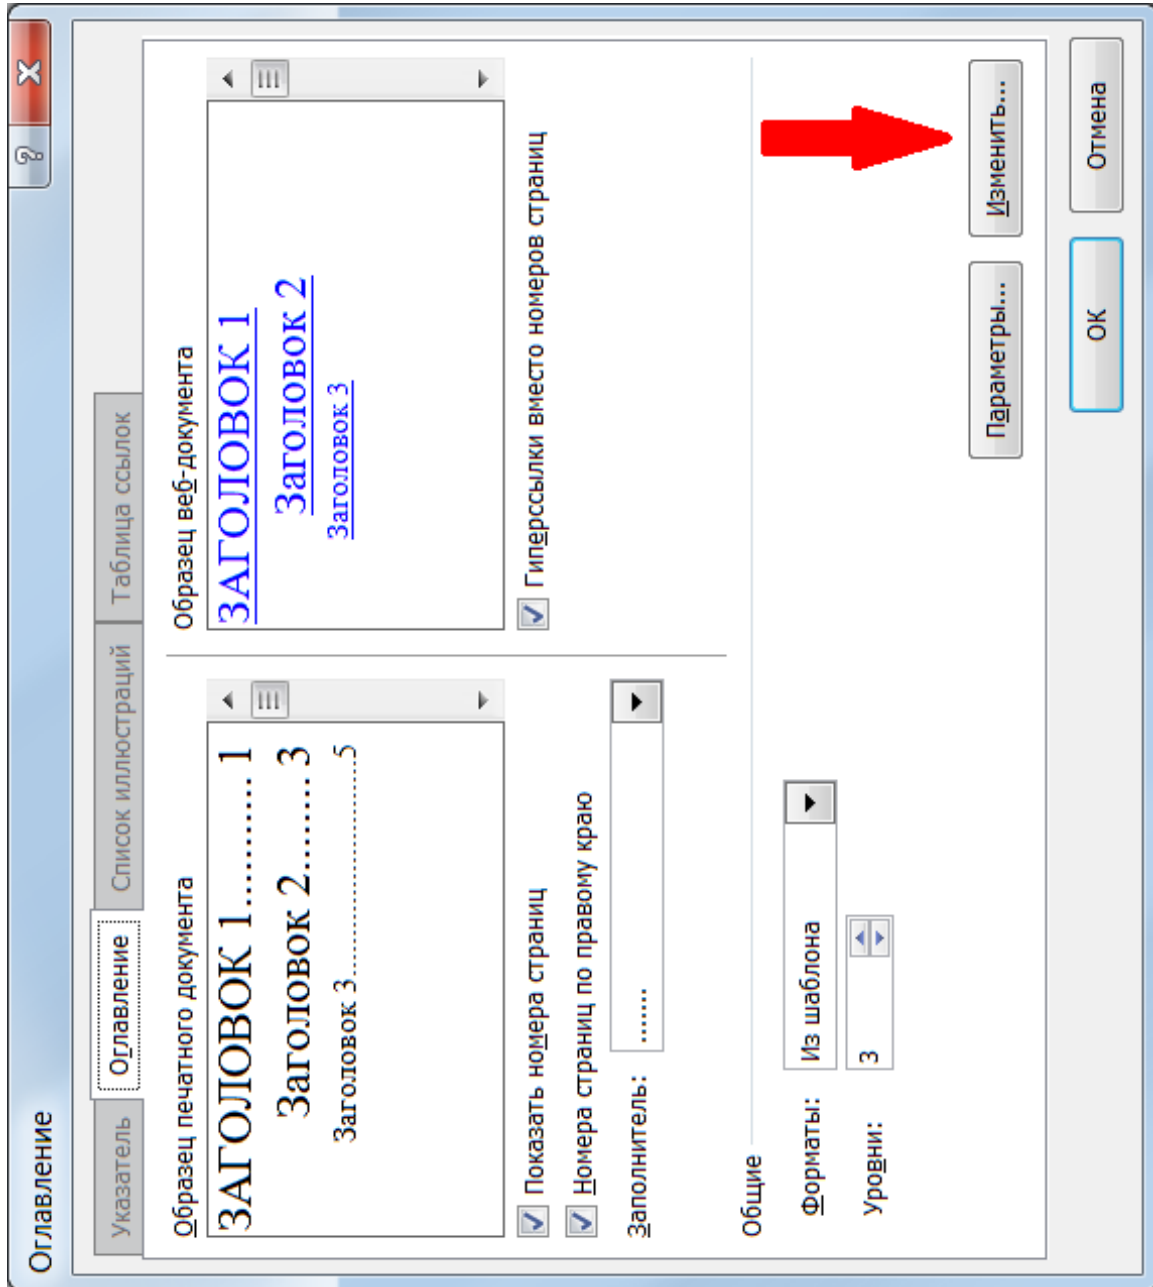 Оглавление
Указатель
Оглавление
Список иллюстраций
Таблица ссылок
Образец печатного документа
ЗАГОЛОВОК 1............ 1
Заголовок 2......... 3
Заголовок 3.................................... 5
Образец веб-документа
ЗАГОЛОВОК 1
Заголовок 2
Заголовок 3
Показать номера страниц
Номера страниц по правому краю
Заполнитель: .......
Гиперссылки вместо номеров страниц
Общие
Форматы: Из шаблона
Уровни: 3
Параметры... Изменить...
ОК Отмена